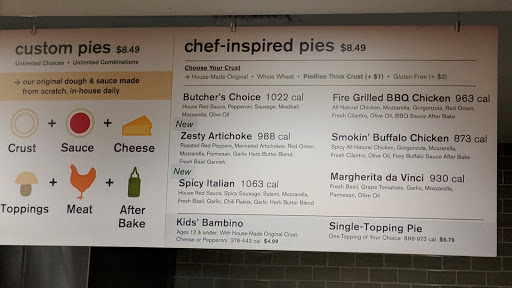 custom pies $8.49
Unlimited Choices • Unlimited Combinations
→ our original dough & sauce made
from scratch, in-house daily
+ +
Crust Sauce Cheese
+ +
Toppings Meat After
Bake
chef-inspired pies $8.49
Choose Your Crust
→ House-Made Original • Whole Wheat • PieRise Thick Crust (+ $1) • Gluten-Free (+ $2)
Butcher's Choice 1022 cal
House Red Sauce, Pepperoni, Sausage, Meatball,
Mozzarella, Olive Oil
New
Zesty Artichoke 988 cal
Roasted Red Peppers, Marinated Artichokes, Red Onion,
Mozzarella, Parmesan, Garlic Herb Butter Blend,
Fresh Basil Garnish
New
Spicy Italian 1063 cal
House Red Sauce, Spicy Sausage, Salami, Mozzarella,
Fresh Basil, Garlic, Chili Flakes, Garlic Herb Butter Blend
Fire Grilled BBQ Chicken 963 cal
All-Natural Chicken, Mozzarella, Gorgonzola, Red Onion,
Fresh Cilantro, Olive Oil, BBQ Sauce After Bake
Smokin' Buffalo Chicken 873 cal
Spicy All-Natural Chicken, Gorgonzola, Mozzarella,
Fresh Cilantro, Olive Oil, Fiery Buffalo Sauce After Bake
Margherita da Vinci 930 cal
Fresh Basil, Grape Tomatoes, Garlic, Mozzarella,
Parmesan, Olive Oil
Kids' Bambino
Ages 12 & under. With House-Made Original Crust.
Cheese or Pepperoni 378-443 cal $4.99
Single-Topping Pie
One-Topping of Your Choice 696-973 cal $6.79